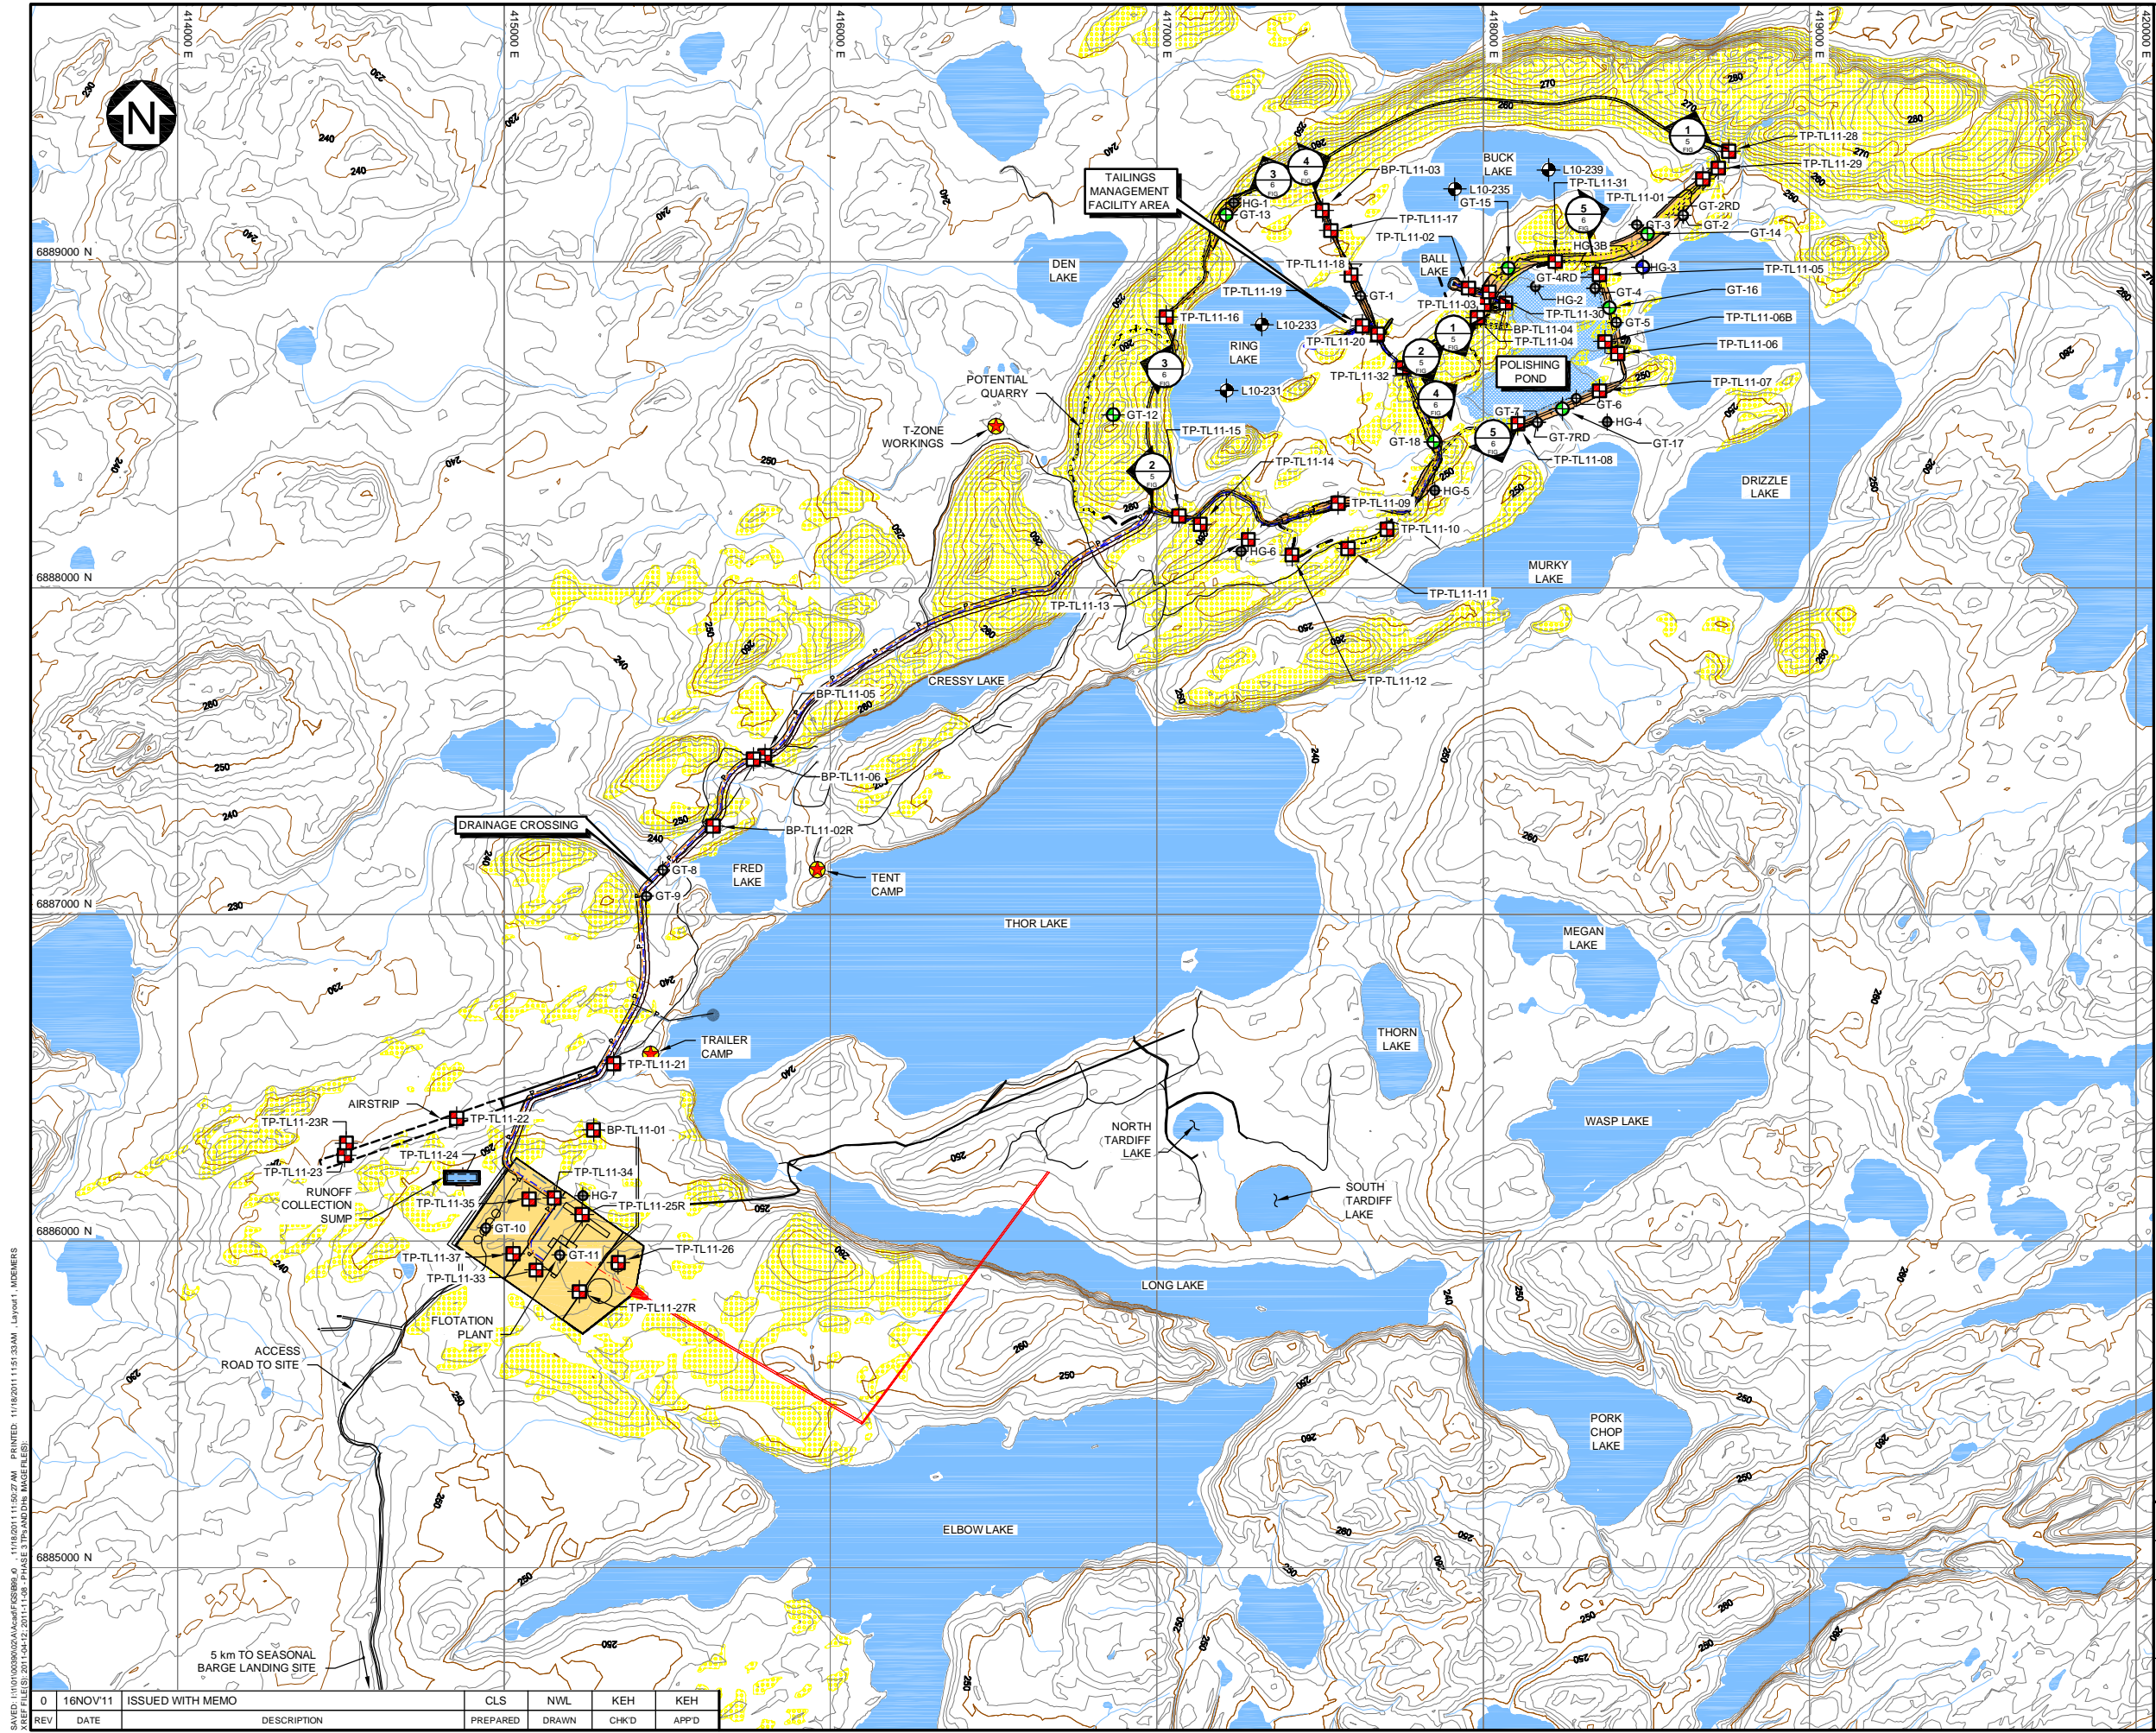 414000 E
415000 E
416000 E
417000 E
418000 E
419000 E
420000 E
N
6889000 N
6888000 N
6887000 N
6886000 N
6885000 N
TAILINGS
MANAGEMENT
FACILITY AREA
BUCK
LAKE
L10-239
L10-235
GT-15
TP-TL11-28
TP-TL11-29
TP-TL11-31
TP-TL11-01
GT-2RD
GT-2
GT-3
GT-14
HG-3B
HG-3
BP-TL11-03
TP-TL11-17
TP-TL11-02
HG-1
GT-13
DEN
LAKE
BALL
LAKE
TP-TL11-18
TP-TL11-19
GT-1
GT-4RD
GT-4
TP-TL11-05
GT-16
HG-2
TP-TL11-03
TP-TL11-30
GT-5
TP-TL11-06B
BP-TL11-04
TP-TL11-04
TP-TL11-06
TP-TL11-16
L10-233
RING
LAKE
TP-TL11-20
TP-TL11-32
POLISHING
POND
TP-TL11-07
L10-231
POTENTIAL
QUARRY
T-ZONE
WORKINGS
GT-12
TP-TL11-15
GT-7
GT-6
HG-4
GT-7RD
GT-17
GT-18
TP-TL11-08
TP-TL11-14
DRIZZLE
LAKE
HG-5
TP-TL11-09
TP-TL11-10
HG-6
MURKY
LAKE
TP-TL11-11
TP-TL11-13
TP-TL11-12
CRESSY LAKE
BP-TL11-05
BP-TL11-06
BP-TL11-02R
DRAINAGE CROSSING
GT-8
GT-9
FRED
LAKE
TENT
CAMP
THOR LAKE
MEGAN
LAKE
THORN
LAKE
TRAILER
CAMP
TP-TL11-21
AIRSTRIP
TP-TL11-22
TP-TL11-23R
TP-TL11-23
BP-TL11-01
TP-TL11-24
TP-TL11-34
RUNOFF
COLLECTION
SUMP
TP-TL11-35
HG-7
TP-TL11-25R
GT-10
GT-11
TP-TL11-26
TP-TL11-37
TP-TL11-33
TP-TL11-27R
FLOTATION
PLANT
NORTH
TARDIFF
LAKE
SOUTH
TARDIFF
LAKE
WASP LAKE
LONG LAKE
ACCESS
ROAD TO SITE
PORK
CHOP
LAKE
ELBOW LAKE
5 km TO SEASONAL
BARGE LANDING SITE
0 16NOV'11 ISSUED WITH MEMO CLS NWL KEH KEH
REV DATE DESCRIPTION PREPARED DRAWN CHK'D APP'D